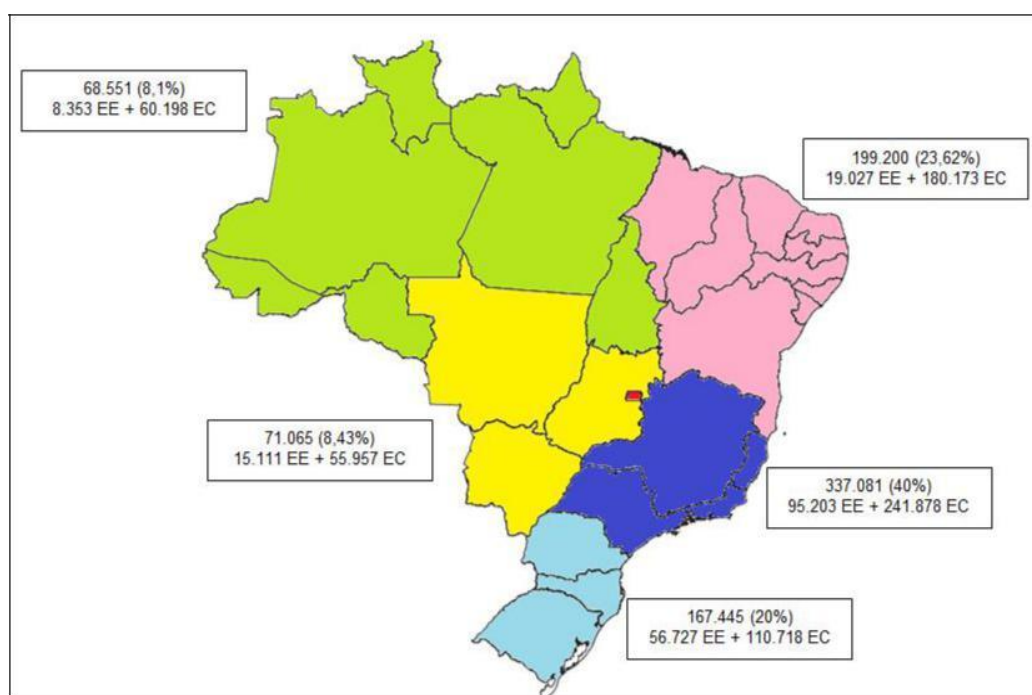 68.551 (8,1%)
8.353 EE + 60.198 EC
199.200 (23,62%)
19.027 EE + 180.173 EC
71.065 (8,43%)
15.111 EE + 55.957 EC
337.081 (40%)
95.203 EE + 241.878 EC
167.445 (20%)
56.727 EE + 110.718 EC